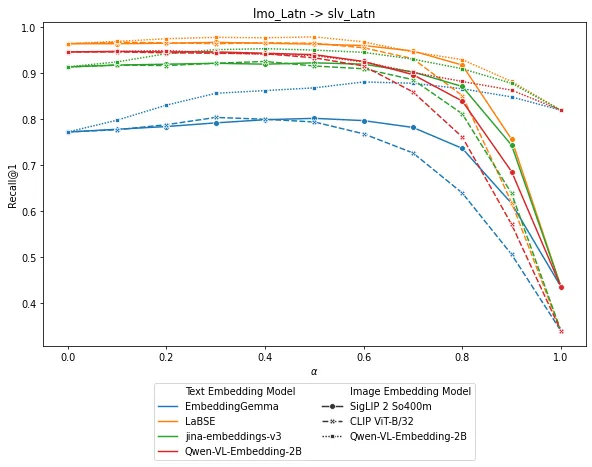 lmo_Latn -> slv_Latn
1.0
0.9
0.8
0.7
0.6
0.5
0.4
Recall@1
0.0 0.2 0.4 0.6 0.8 1.0
α
Text Embedding Model
EmbeddingGemma
LaBSE
jina-embeddings-v3
Qwen-VL-Embedding-2B
Image Embedding Model
SigLIP 2 So400m
CLIP ViT-B/32
Qwen-VL-Embedding-2B